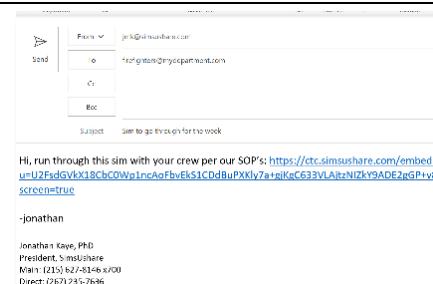 From
jmk@simsushare.com
Send
To
firefighters@mydepartment.com
Cc
Bcc
Subject
Sim to go through for the week
Hi, run through this sim with your crew per our SOP's: https://ctc.simsushare.com/embed
u=U2FsdGVkX18CbC0Wp1ncAoFbvEkS1CDdBuPXKly7a+gjKgC633VLAjtzNIZkY9ADE2gGP+v
screen=true
-jonathan
Jonathan Kaye, PhD
President, SimsUshare
Main: (215) 627-8146 x700
Direct: (267) 235-7636